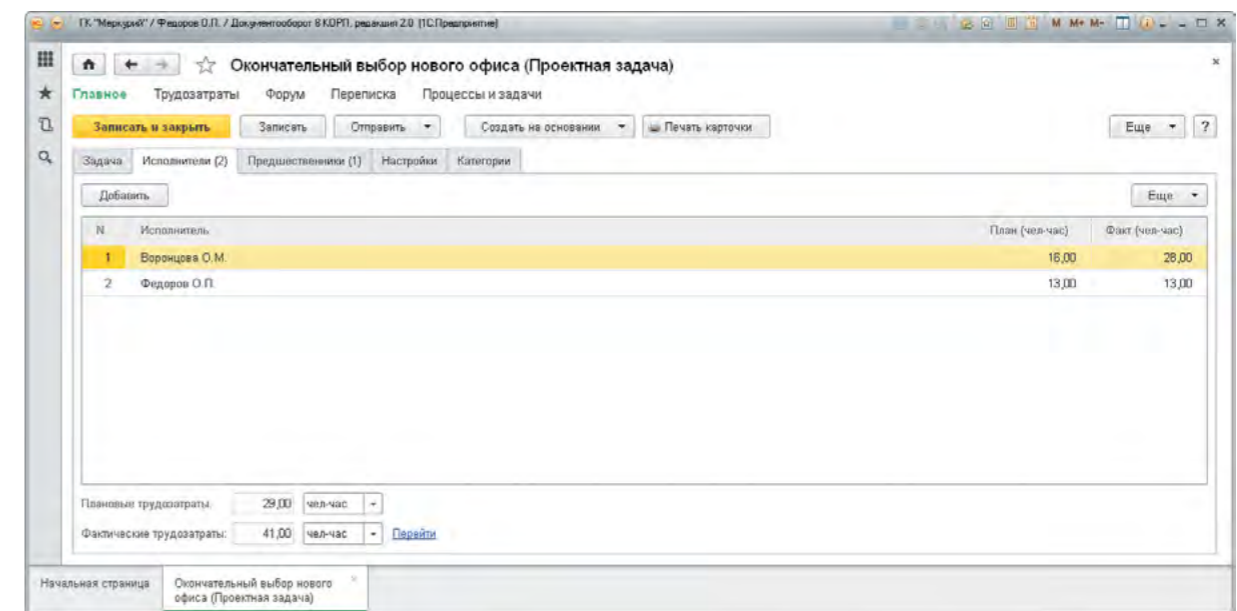 ГК "Меркурий" / Федоров О.П. / Документооборот 8 КОРП, редакция 2.0 (1С:Предприятие)
M M+ M-
Окончательный выбор нового офиса (Проектная задача)
Главное Трудозатраты Форум Переписка Процессы и задачи
Записать и закрыть Записать Отправить Создать на основании Печать карточки Еще ?
Задача Исполнители (2) Предшественники (1) Настройки Категории
Добавить Еще
N Исполнитель План (чел-час) Факт (чел-час)
1 Воронцова О.М. 16,00 28,00
2 Федоров О.П. 13,00 13,00
Плановые трудозатраты: 29,00 чел-час
Фактические трудозатраты: 41,00 чел-час Перейти
Начальная страница Окончательный выбор нового
офиса (Проектная задача)